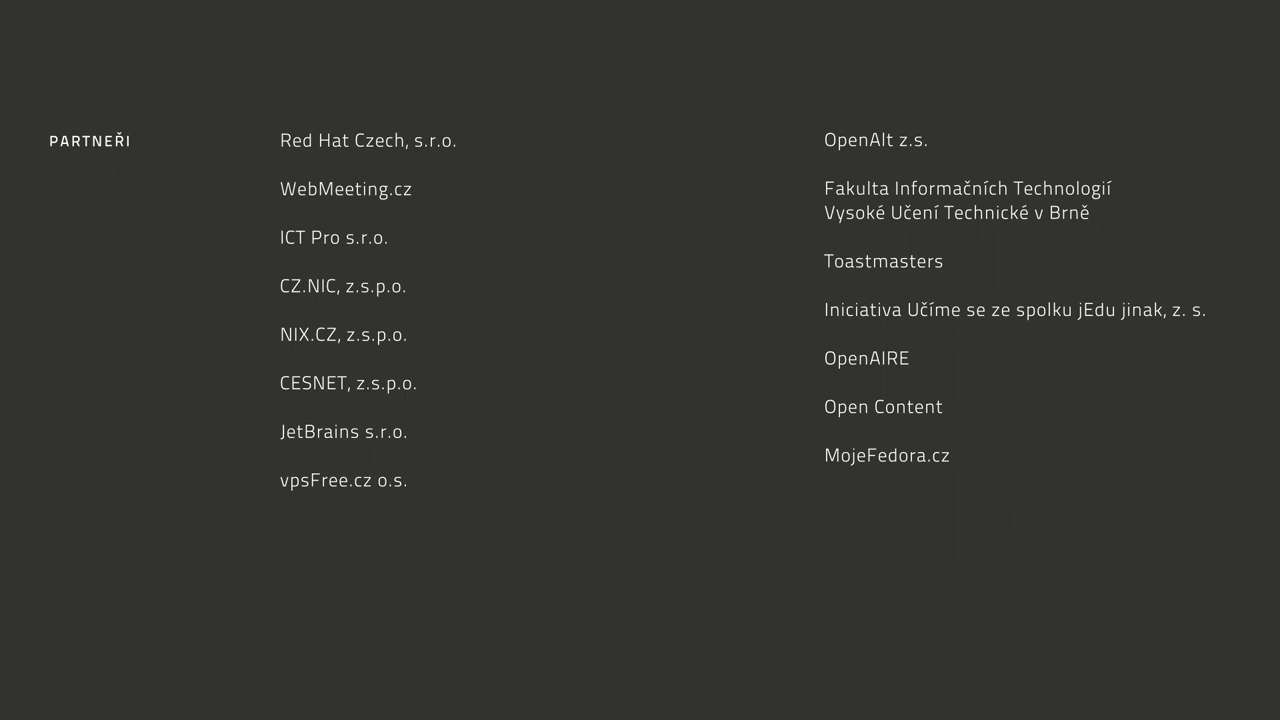 PARTNEŘI
Red Hat Czech, s.r.o.
WebMeeting.cz
ICT Pro s.r.o.
CZ.NIC, z.s.p.o.
NIX.CZ, z.s.p.o.
CESNET, z.s.p.o.
JetBrains s.r.o.
vpsFree.cz o.s.
OpenAlt z.s.
Fakulta Informačních Technologií
Vysoké Učení Technické v Brně
Toastmasters
Iniciativa Učíme se ze spolku jEdu jinak, z. s.
OpenAIRE
Open Content
MojeFedora.cz